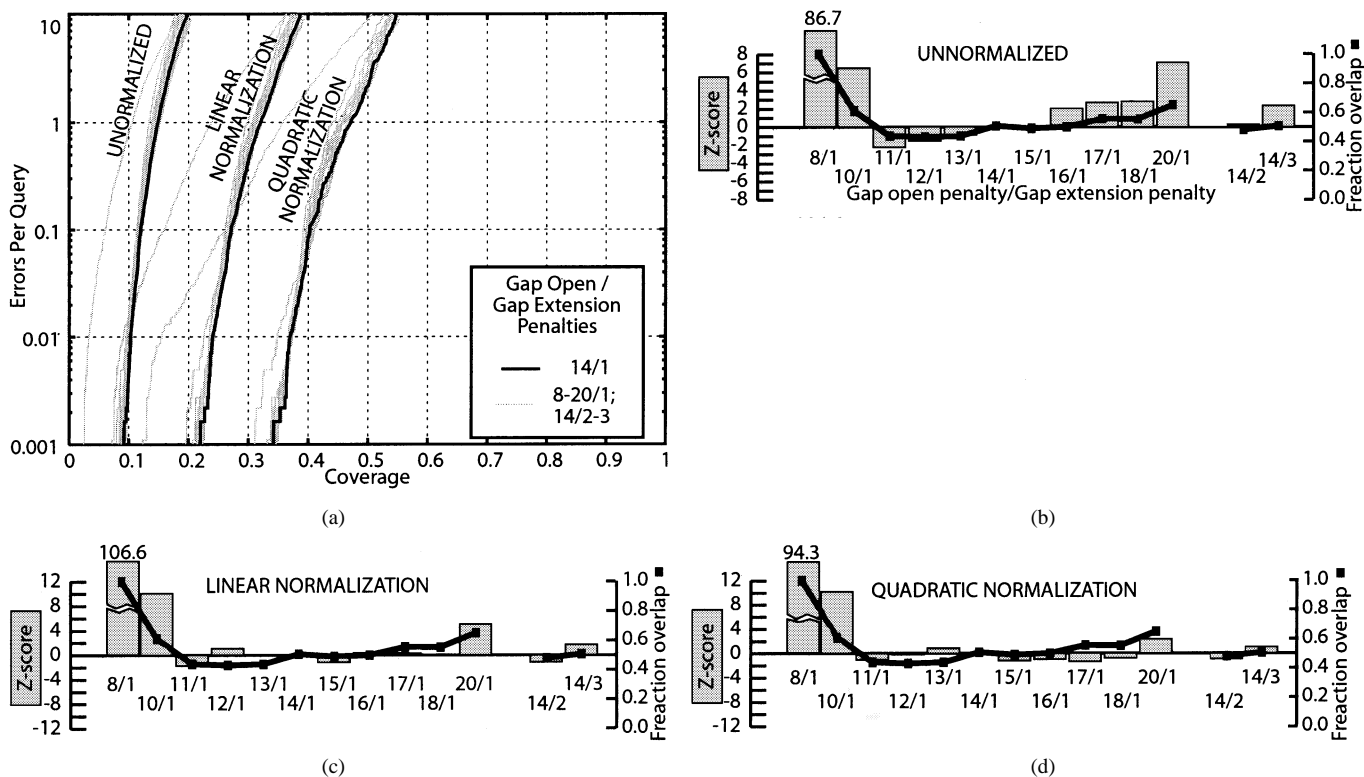 10
1
0.1
0.01
0.001
Errors Per Query
UNORMALIZED
LINEAR
NORMALIZATION
QUADRATIC
NORMALIZATION
Gap Open /
Gap Extension
Penalties
14/1
8-20/1;
14/2-3
0 0.1 0.2 0.3 0.4 0.5 0.6 0.7 0.8 0.9 1
Coverage
(a)
86.7
UNNORMALIZED
8
6
4
2
0
-2
-4
-6
-8
Z-score
8/1 11/1 13/1 15/1 17/1 20/1 14/3
10/1 12/1 14/1 16/1 18/1 14/2
Gap open penalty/Gap extension penalty
1.0
0.8
0.6
0.4
0.2
0.0
Freaction overlap
(b)
106.6
LINEAR NORMALIZATION
12
8
4
0
-4
-8
-12
Z-score
8/1 11/1 13/1 15/1 17/1 20/1 14/3
10/1 12/1 14/1 16/1 18/1 14/2
1.0
0.8
0.6
0.4
0.2
0.0
Freaction overlap
(c)
94.3
QUADRATIC NORMALIZATION
12
8
4
0
-4
-8
-12
Z-score
8/1 11/1 13/1 15/1 17/1 20/1 14/3
10/1 12/1 14/1 16/1 18/1 14/2
1.0
0.8
0.6
0.4
0.2
0.0
Freaction overlap
(d)